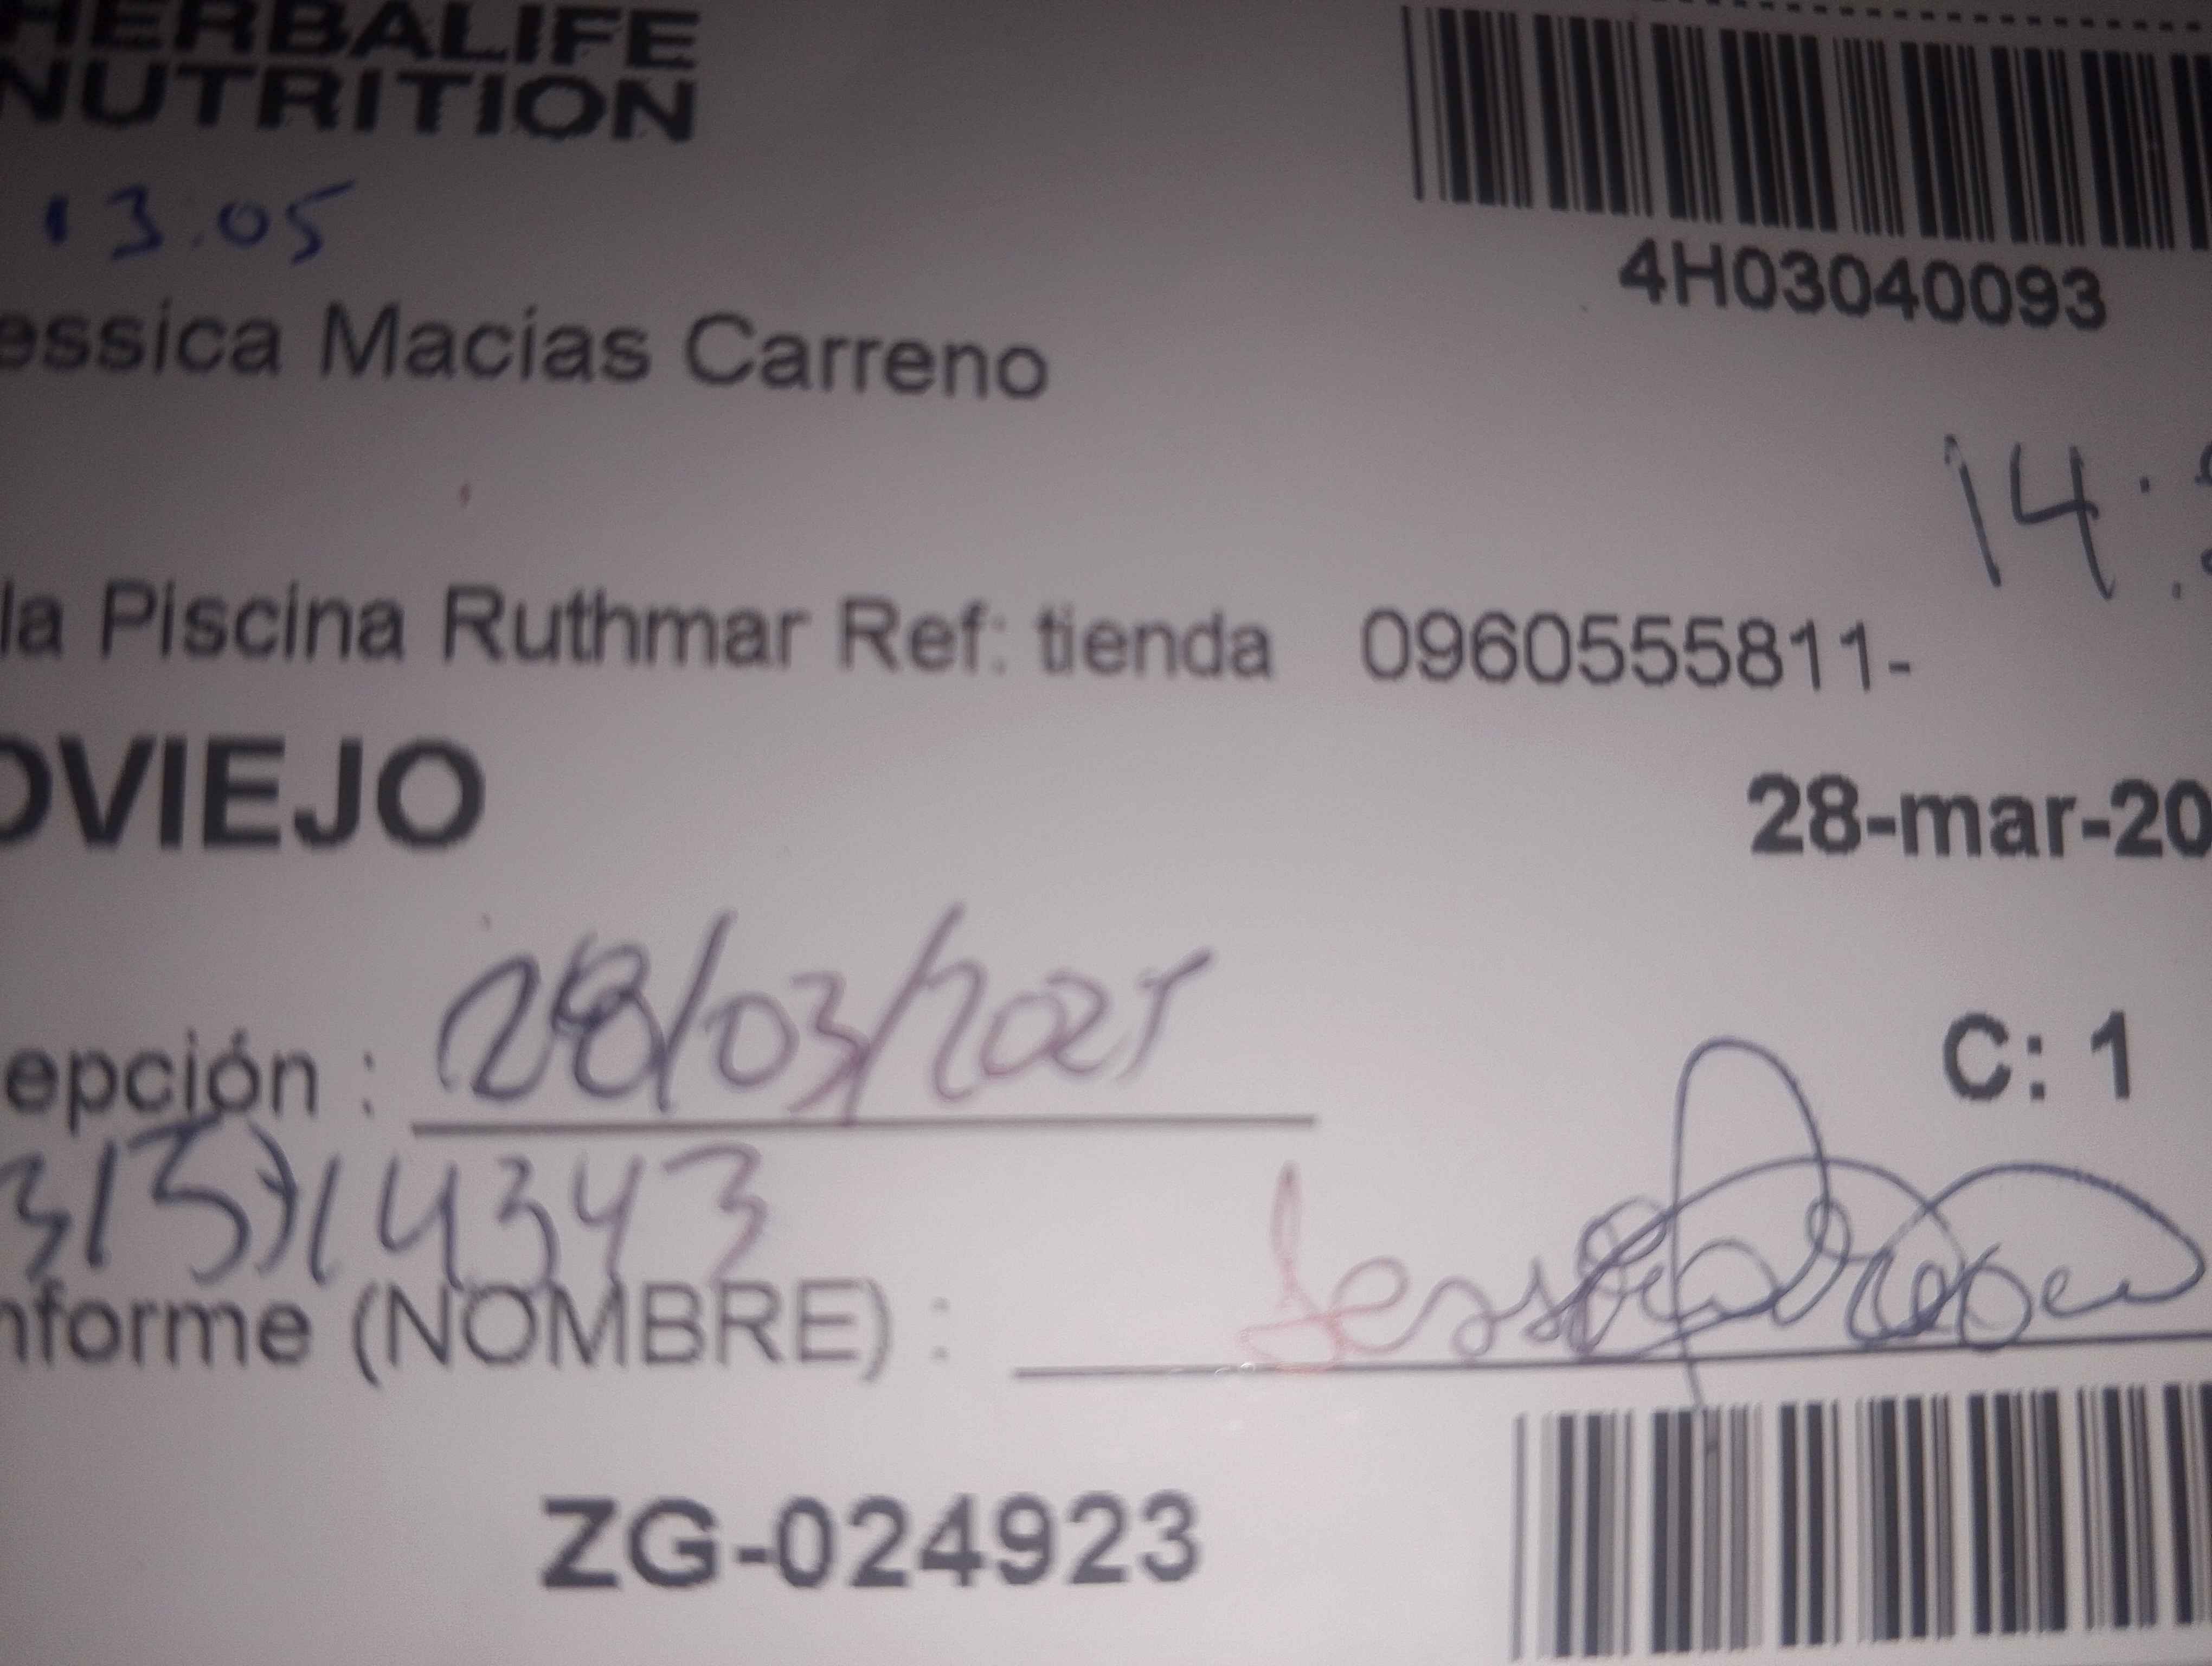 HERBALIFE
NUTRITION
13.05
4H03040093
essica Macias Carreno
14:
la Piscina Ruthmar Ref: tienda 0960555811-
OVIEJO
28-mar-20
epción : 28/03/2025
C: 1
14343
nforme (NOMBRE) :
ZG-024923